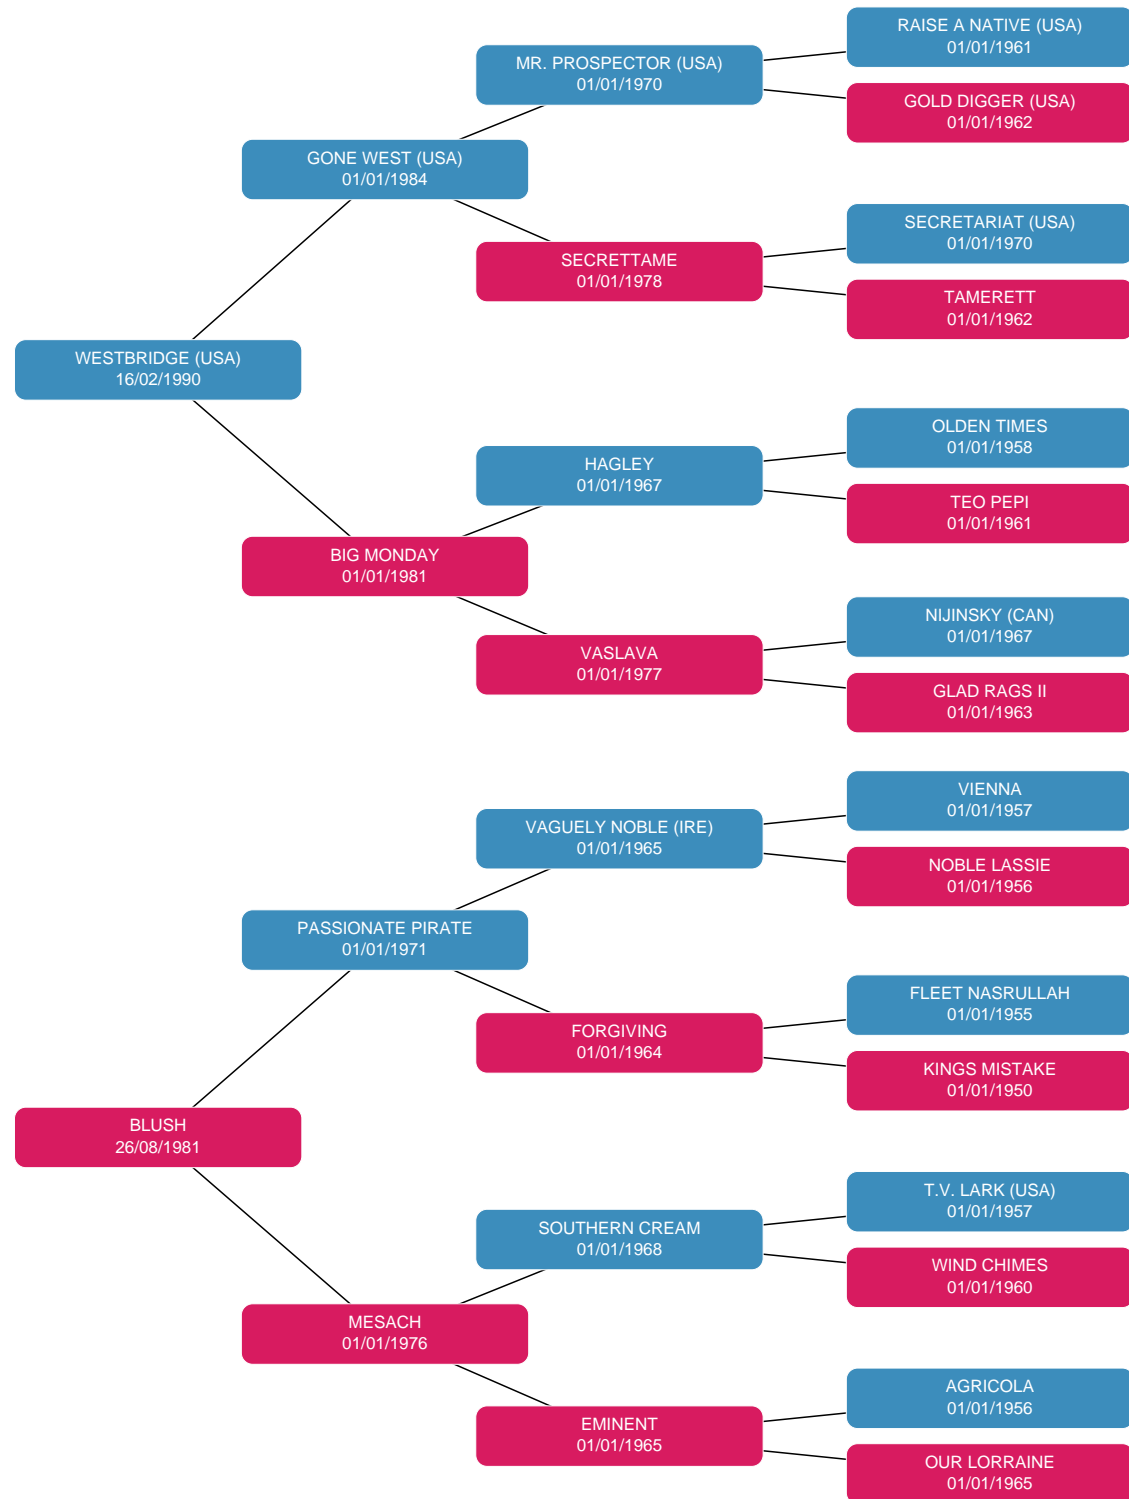 RAISE A NATIVE (USA)
01/01/1961
MR. PROSPECTOR (USA)
01/01/1970
GOLD DIGGER (USA)
01/01/1962
GONE WEST (USA)
01/01/1984
SECRETARIAT (USA)
01/01/1970
SECRETTAME
01/01/1978
TAMERETT
01/01/1962
WESTBRIDGE (USA)
16/02/1990
OLDEN TIMES
01/01/1958
HAGLEY
01/01/1967
TEO PEPI
01/01/1961
BIG MONDAY
01/01/1981
NIJINSKY (CAN)
01/01/1967
VASLAVA
01/01/1977
GLAD RAGS II
01/01/1963
VIENNA
01/01/1957
VAGUELY NOBLE (IRE)
01/01/1965
NOBLE LASSIE
01/01/1956
PASSIONATE PIRATE
01/01/1971
FLEET NASRULLAH
01/01/1955
FORGIVING
01/01/1964
KINGS MISTAKE
01/01/1950
BLUSH
26/08/1981
T.V. LARK (USA)
01/01/1957
SOUTHERN CREAM
01/01/1968
WIND CHIMES
01/01/1960
MESACH
01/01/1976
AGRICOLA
01/01/1956
EMINENT
01/01/1965
OUR LORRAINE
01/01/1965